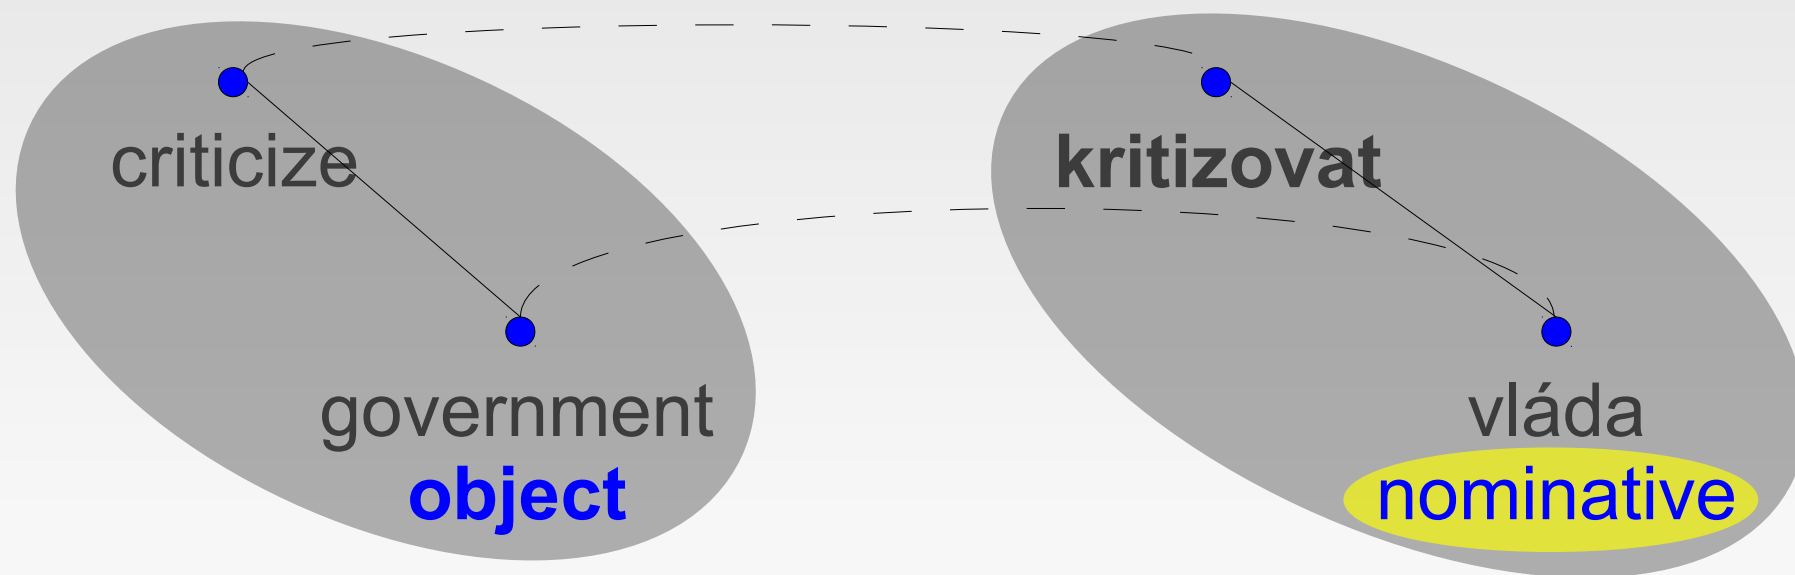 criticize
government
object
kritizovat
vláda
nominative